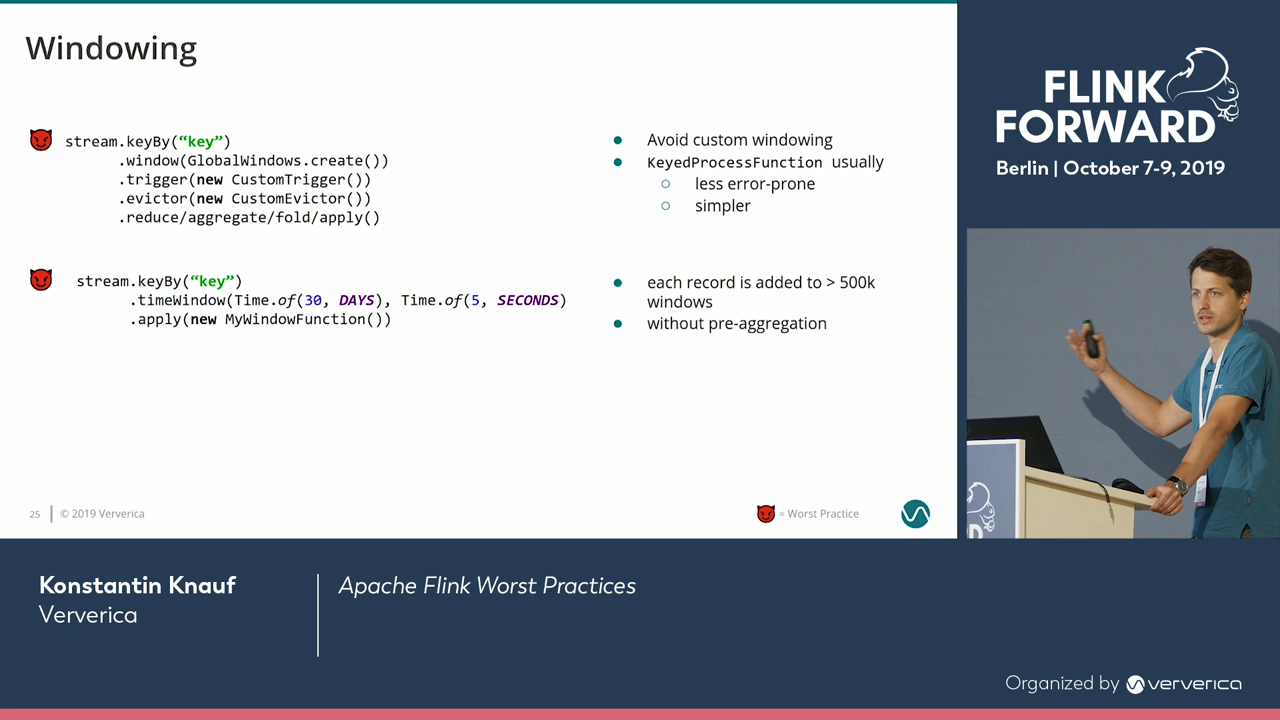 Windowing
stream.keyBy(“key”)
.window(GlobalWindows.create())
.trigger(new CustomTrigger())
.evictor(new CustomEvictor())
.reduce/aggregate/fold/apply()
● Avoid custom windowing
● KeyedProcessFunction usually
○ less error-prone
○ simpler
stream.keyBy(“key”)
.timeWindow(Time.of(30, DAYS), Time.of(5, SECONDS)
.apply(new MyWindowFunction())
● each record is added to > 500k
windows
● without pre-aggregation
25 | © 2019 Ververica
= Worst Practice
FLINK
FORWARD
Berlin | October 7-9, 2019
Konstantin Knauf
Ververica
Apache Flink Worst Practices
Organized by ververica